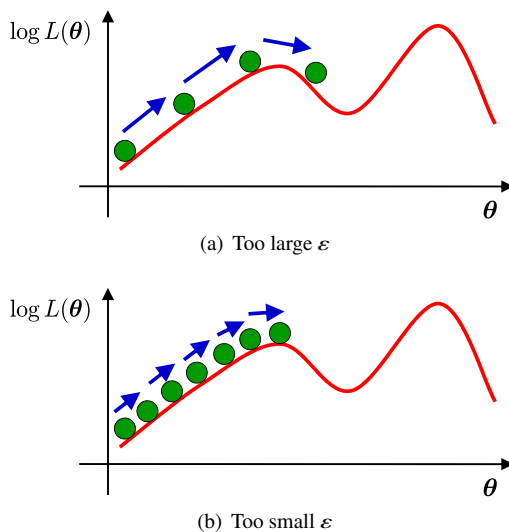 log L(θ)
θ
(a) Too large ε
log L(θ)
θ
(b) Too small ε